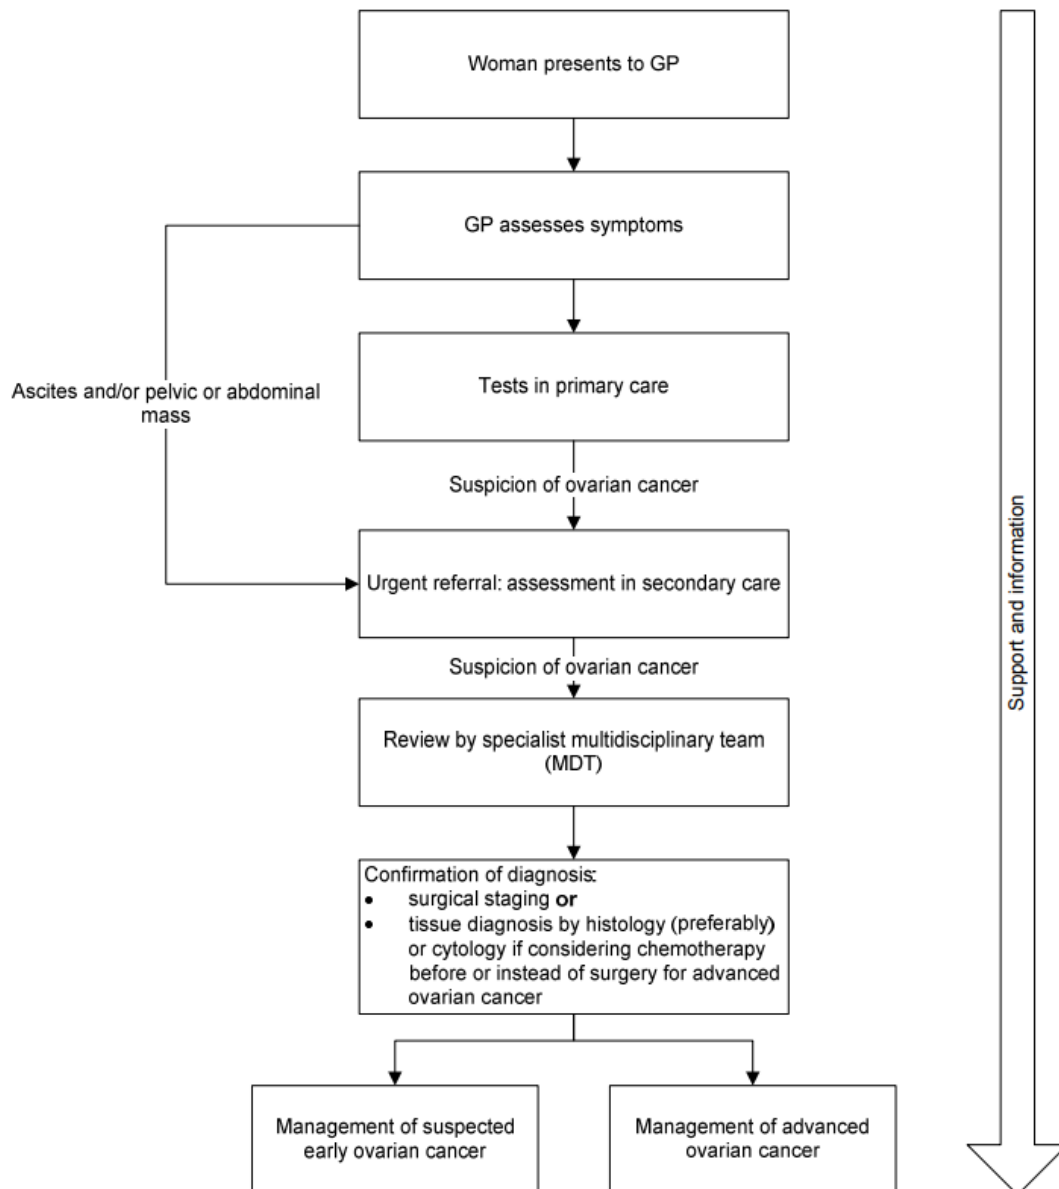 Woman presents to GP
GP assesses symptoms
Ascites and/or pelvic or abdominal
mass
Tests in primary care
Suspicion of ovarian cancer
Urgent referral: assessment in secondary care
Suspicion of ovarian cancer
Review by specialist multidisciplinary team
(MDT)
Confirmation of diagnosis:
• surgical staging or
• tissue diagnosis by histology (preferably)
or cytology if considering chemotherapy
before or instead of surgery for advanced
ovarian cancer
Management of suspected
early ovarian cancer
Management of advanced
ovarian cancer
Support and information